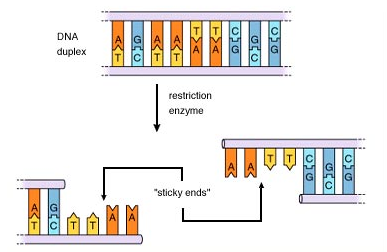 DNA
duplex
A G A A T T C G C
T C T T A A G C G
restriction
enzyme
"sticky ends"
A A T T C G C
G C G
A G
T C T T A A